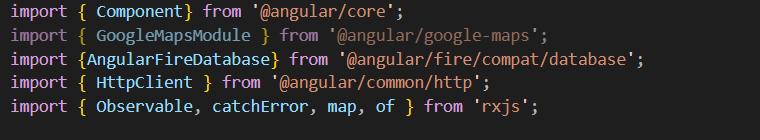 import { Component} from '@angular/core';
import { GoogleMapsModule } from '@angular/google-maps';
import {AngularFireDatabase} from '@angular/fire/compat/database';
import { HttpClient } from '@angular/common/http';
import { Observable, catchError, map, of } from 'rxjs';